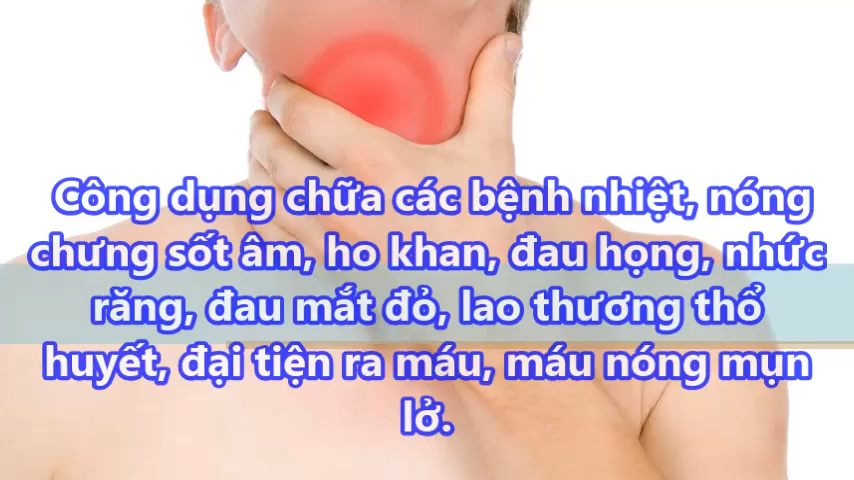 Công dụng chữa các bệnh nhiệt, nóng
chưng sốt âm, ho khan, đau họng, nhức
răng, đau mắt đỏ, lao thương thổ
huyết, đại tiện ra máu, máu nóng mụn
lở.